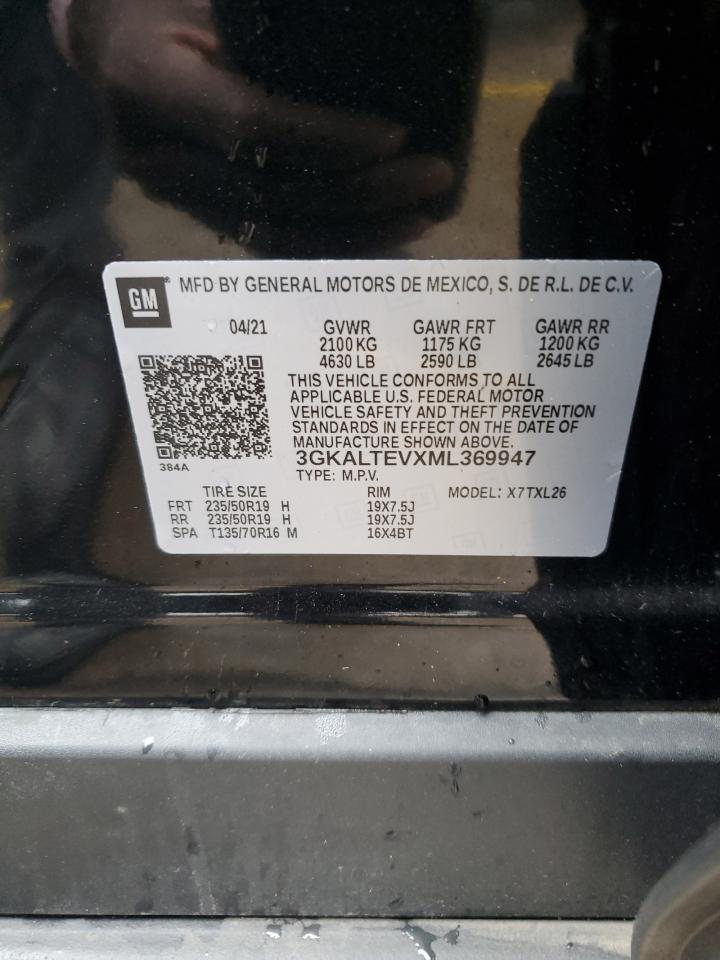 GM® MFD BY GENERAL MOTORS DE MEXICO, S. DE R.L. DE C.V.
04/21 GVWR GAWR FRT GAWR RR
2100 KG 1175 KG 1200 KG
4630 LB 2590 LB 2645 LB
THIS VEHICLE CONFORMS TO ALL
APPLICABLE U.S. FEDERAL MOTOR
VEHICLE SAFETY AND THEFT PREVENTION
STANDARDS IN EFFECT ON THE DATE OF
MANUFACTURE SHOWN ABOVE.
3GKALTEVXML369947
384A
TYPE: M.P.V.
TIRE SIZE RIM MODEL: X7TXL26
FRT 235/50R19 H 19X7.5J
RR 235/50R19 H 19X7.5J
SPA T135/70R16 M 16X4BT